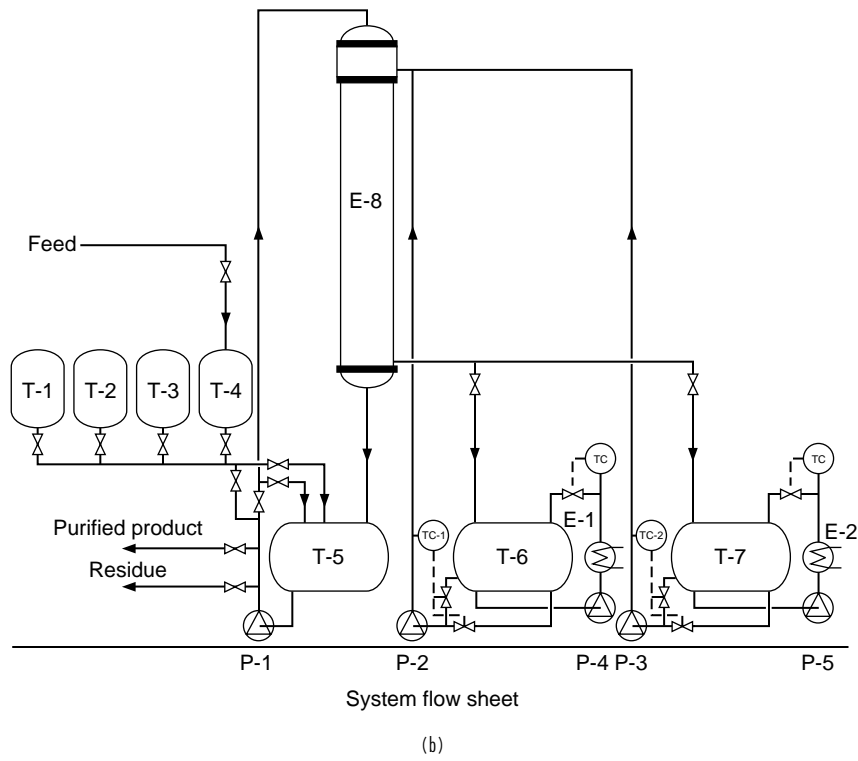 E-8
Feed
T-1 T-2 T-3 T-4
TC TC
E-1 E-2
Purified product
TC-1 TC-2
Residue
T-5 T-6 T-7
P-1 P-2 P-4 P-3 P-5
System flow sheet
(b)